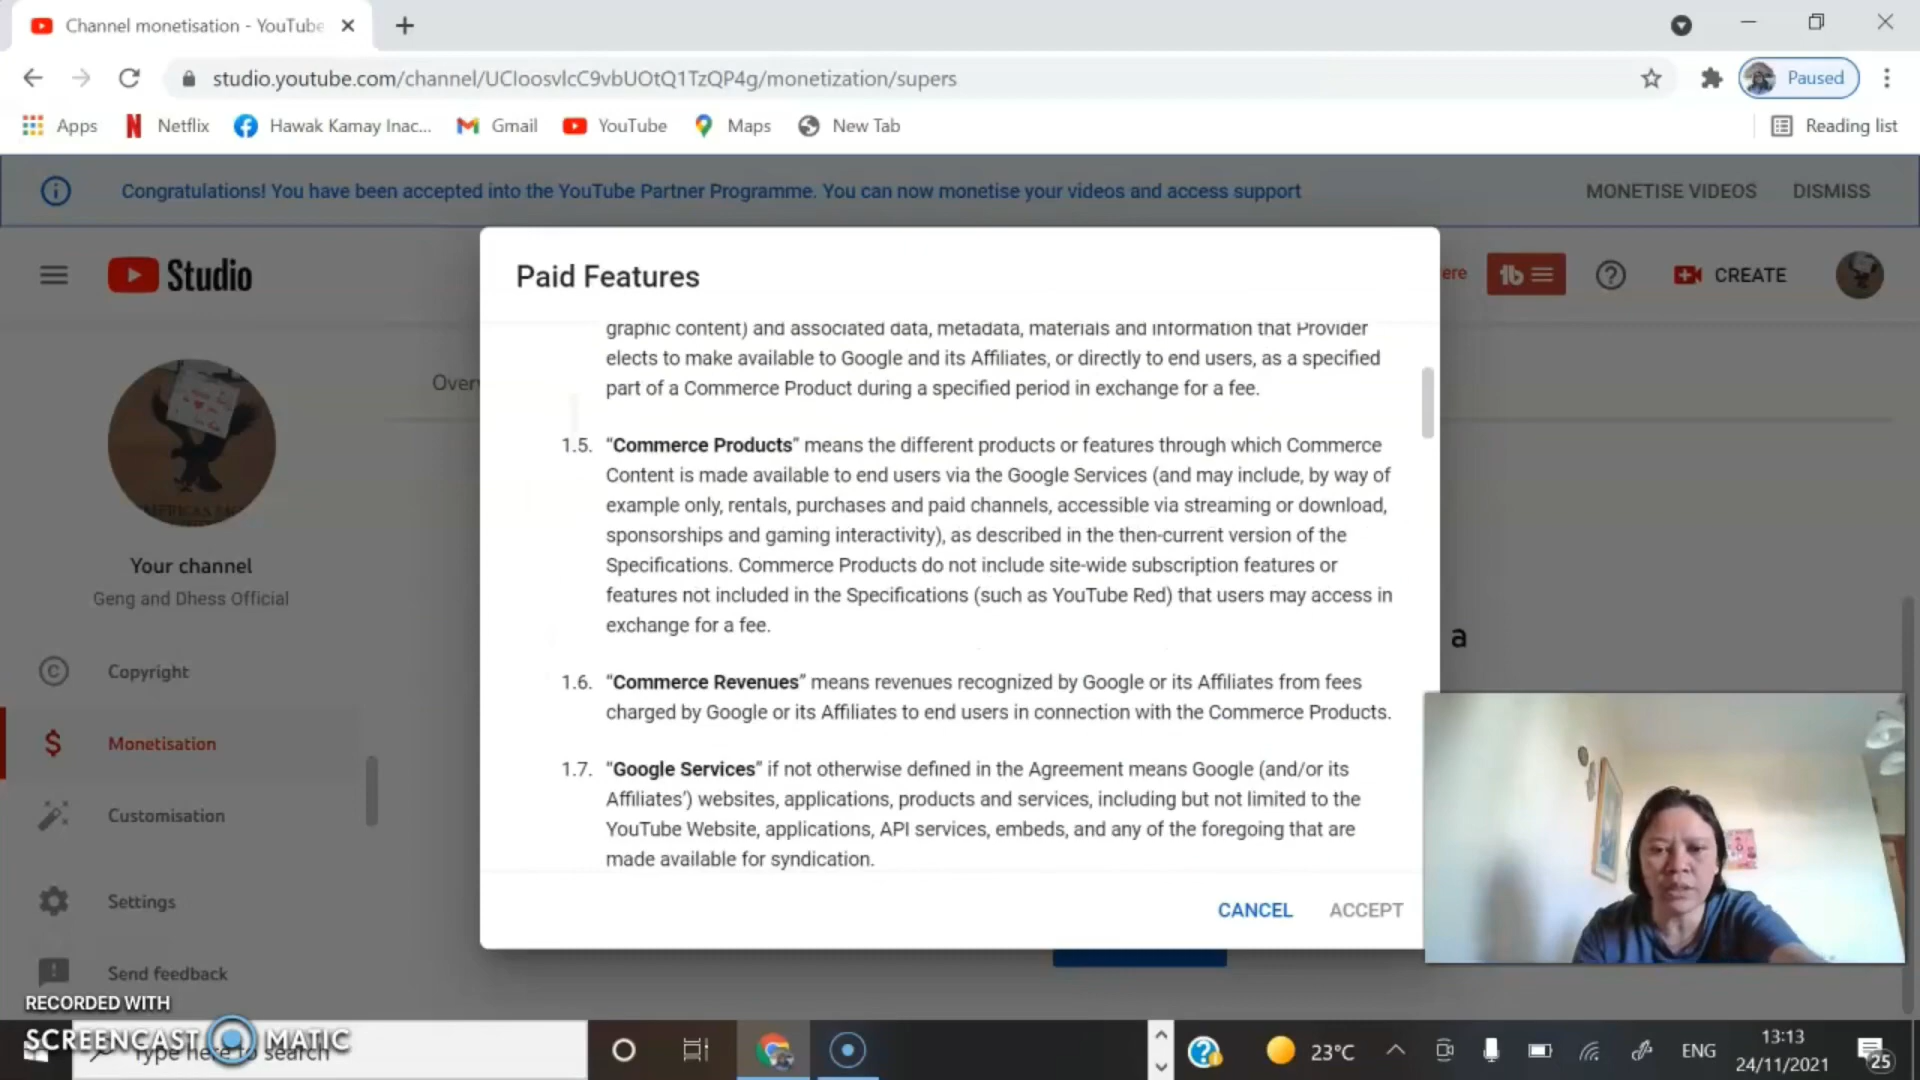 Channel monetisation - YouTube
studio.youtube.com/channel/UCIoosvlcC9vbUOtQ1TzQP4g/monetization/supers
Paused
Apps
Netflix
Hawak Kamay Inac...
Gmail
YouTube
Maps
New Tab
Reading list
Congratulations! You have been accepted into the YouTube Partner Programme. You can now monetise your videos and access support
MONETISE VIDEOS
DISMISS
Studio
ere
CREATE
Over
Your channel
Geng and Dhess Official
Copyright
Monetisation
Customisation
Settings
Send feedback
Paid Features
graphic content) and associated data, metadata, materials and information that Provider
elects to make available to Google and its Affiliates, or directly to end users, as a specified
part of a Commerce Product during a specified period in exchange for a fee.
1.5. “Commerce Products” means the different products or features through which Commerce
Content is made available to end users via the Google Services (and may include, by way of
example only, rentals, purchases and paid channels, accessible via streaming or download,
sponsorships and gaming interactivity), as described in the then-current version of the
Specifications. Commerce Products do not include site-wide subscription features or
features not included in the Specifications (such as YouTube Red) that users may access in
exchange for a fee.
1.6. “Commerce Revenues” means revenues recognized by Google or its Affiliates from fees
charged by Google or its Affiliates to end users in connection with the Commerce Products.
1.7. “Google Services” if not otherwise defined in the Agreement means Google (and/or its
Affiliates’) websites, applications, products and services, including but not limited to the
YouTube Website, applications, API services, embeds, and any of the foregoing that are
made available for syndication.
CANCEL
ACCEPT
a
RECORDED WITH
SCREENCAST MATIC
Type here to search
23°C
ENG
13:13
24/11/2021
25